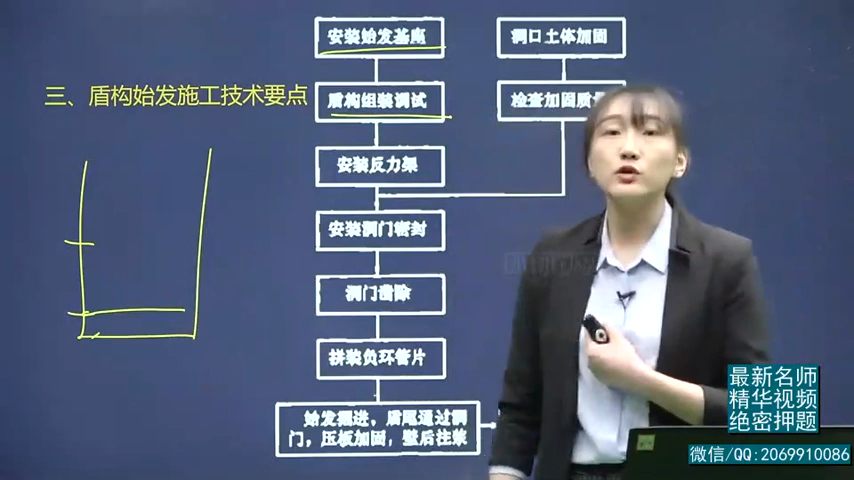 三、盾构始发施工技术要点
安装始发基座
盾构组装调试
安装反力架
安装洞门密封
洞门凿除
拼装负环管片
始发掘进，盾尾通过洞
门，压板加固，壁后注浆
洞口土体加固
检查加固质量
最新名师
精华视频
绝密押题
微信/QQ:2069910086